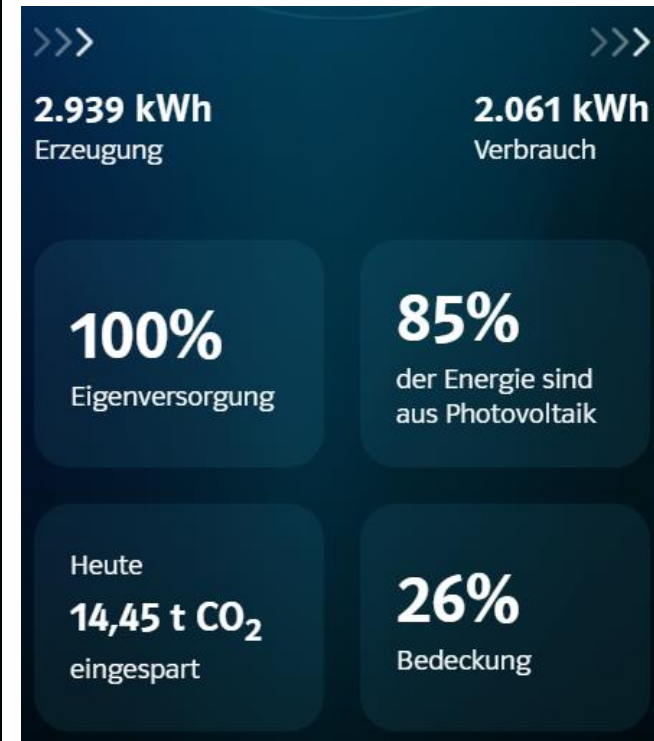 2.939 kWh
Erzeugung
2.061 kWh
Verbrauch
100%
Eigenversorgung
85%
der Energie sind
aus Photovoltaik
Heute
14,45 t CO₂
eingespart
26%
Bedeckung